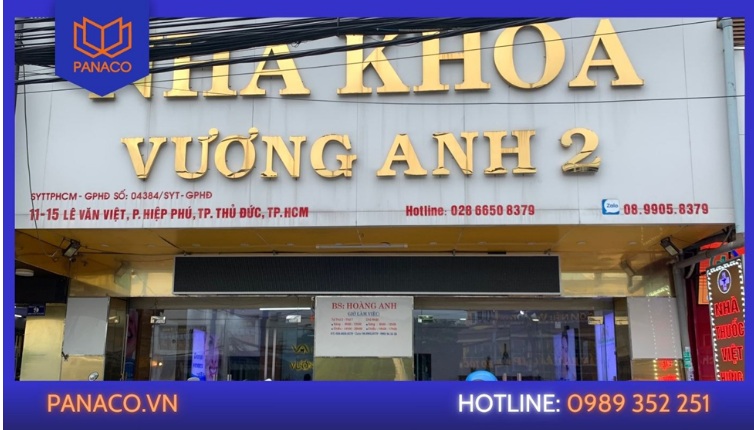 PANACO
NHA KHOA
VƯƠNG ANH 2
SYTTPHCM - GPHĐ SỐ: 04384/SYT - GPHĐ
11-15 LÊ VĂN VIỆT, P. HIỆP PHÚ, TP. THỦ ĐỨC, TP.HCM
Hotline: 028 6650 8379
Zalo
08.9905.8379
BS: HOÀNG ANH
NHÀ
THUỐC
VIỆT
HƯNG
PANACO.VN
HOTLINE: 0989 352 251